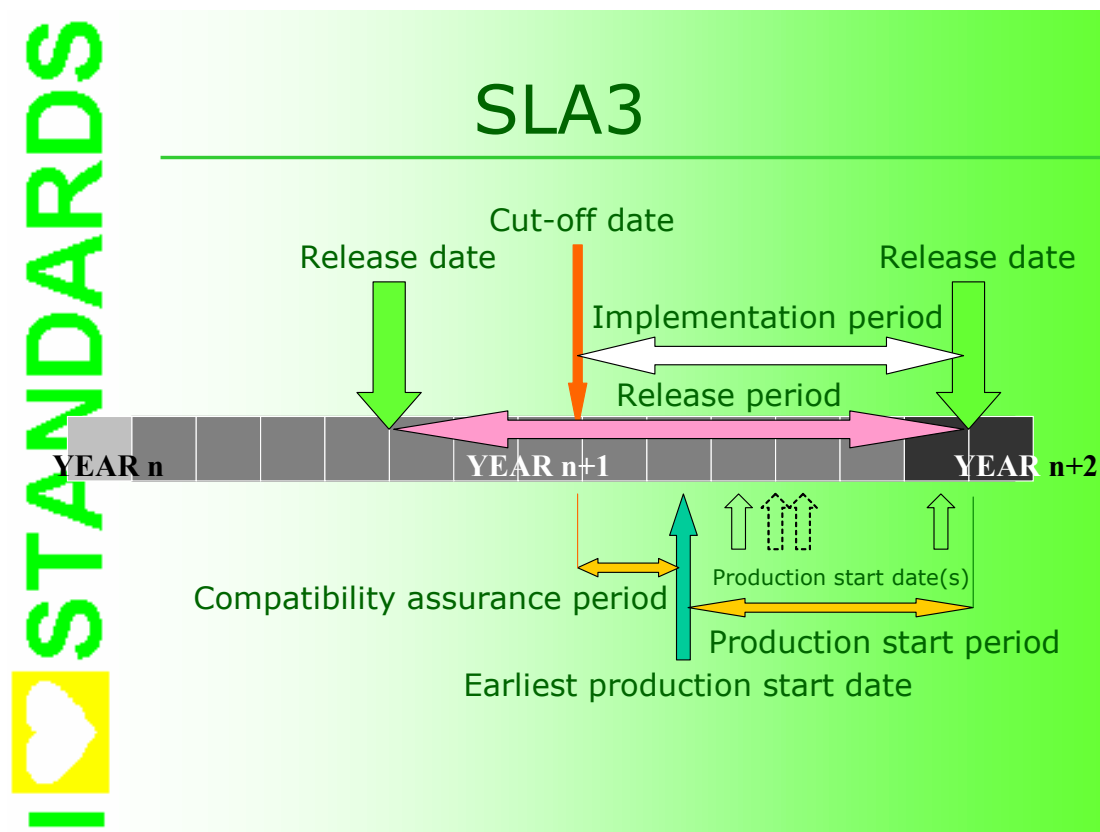 I STANDARDS
SLA3
Cut-off date
Release date
Release date
Implementation period
Release period
YEAR n
YEAR n+1
YEAR n+2
Production start date(s)
Compatibility assurance period
Production start period
Earliest production start date